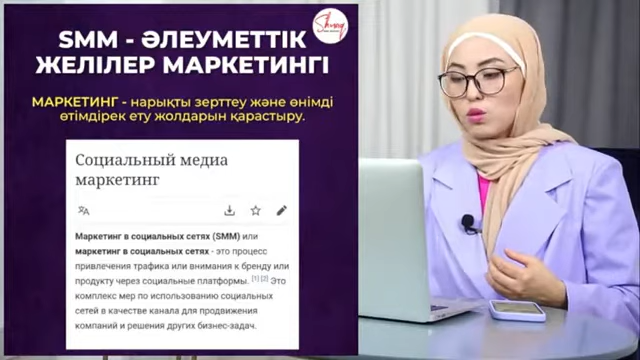 SMM - ӘЛЕУМЕТТІК
ЖЕЛІЛЕР МАРКЕТИНГІ
МАРКЕТИНГ - нарықты зерттеу және өнімді
өтімдірек ету жолдарын қарастыру.
Социальный медиа
маркетинг
Маркетинг в социальных сетях (SMM) или
маркетинг в социальных сетях - это процесс
привлечения трафика или внимания к бренду или
продукту через социальные платформы. [1] [2] Это
комплекс мер по использованию социальных
сетей в качестве канала для продвижения
компаний и решения других бизнес-задач.